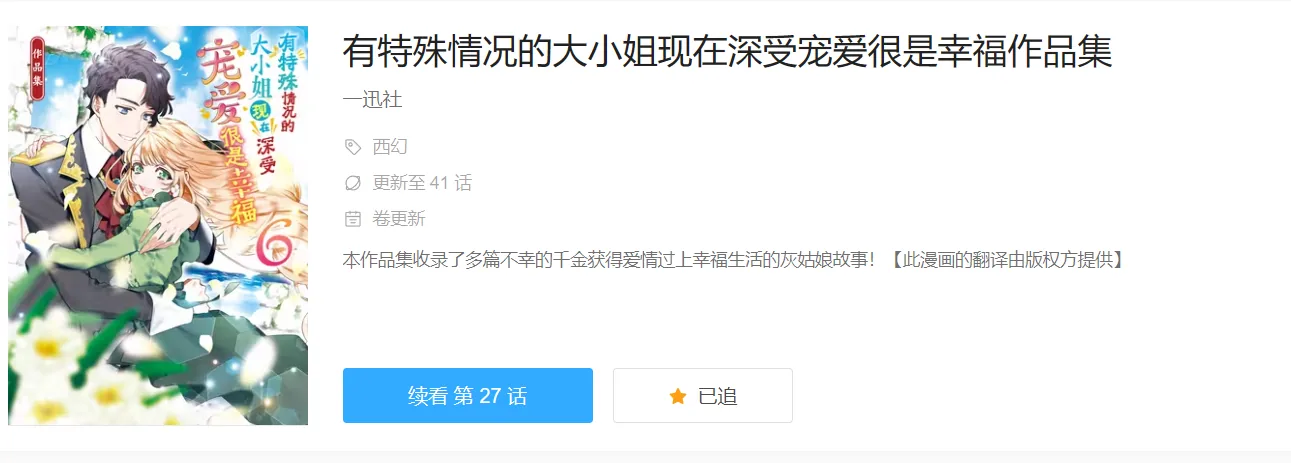 作品集
有特殊情况的
大小姐现在深受
宠爱很是幸福
6
有特殊情况的大小姐现在深受宠爱很是幸福作品集
一迅社
西幻
更新至 41 话
卷更新
本作品集收录了多篇不幸的千金获得爱情过上幸福生活的灰姑娘故事！【此漫画的翻译由版权方提供】
续看 第 27 话
已追